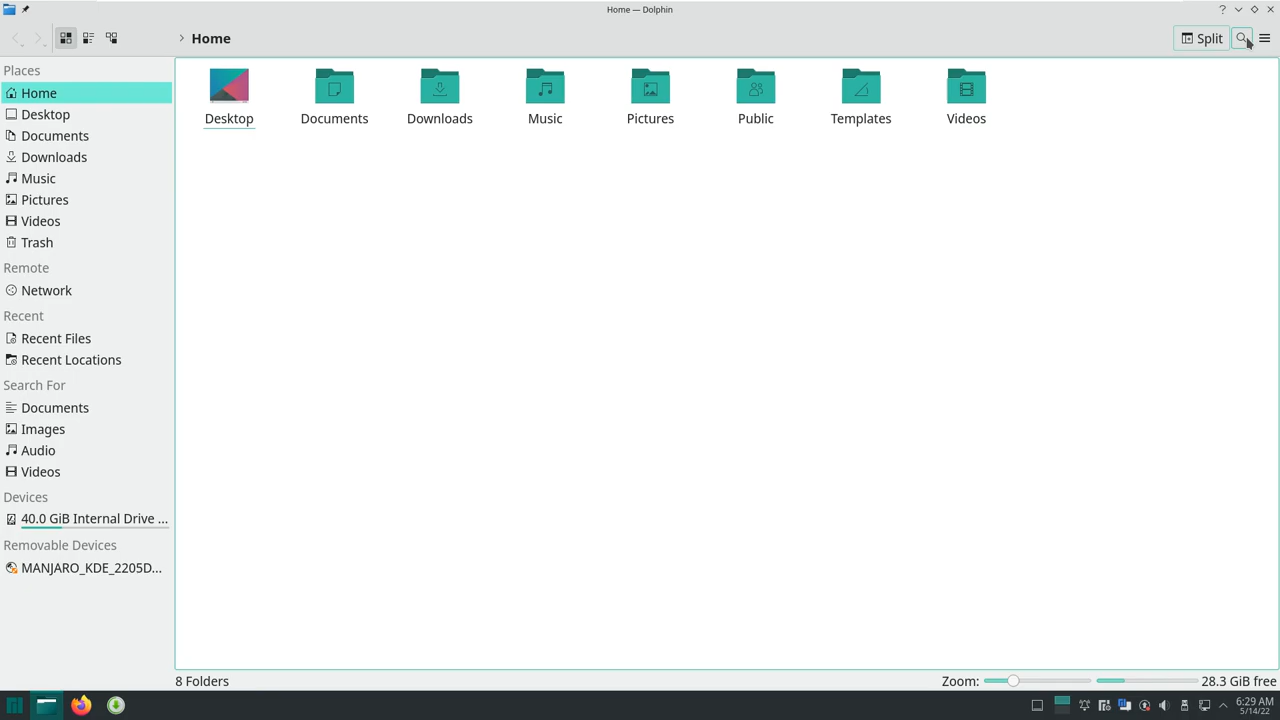 Home — Dolphin
Home
Split
Places
Home
Desktop
Documents
Downloads
Music
Pictures
Videos
Trash
Remote
Network
Recent
Recent Files
Recent Locations
Search For
Documents
Images
Audio
Videos
Devices
40.0 GiB Internal Drive ...
Removable Devices
MANJARO_KDE_2205D...
Desktop
Documents
Downloads
Music
Pictures
Public
Templates
Videos
8 Folders
Zoom:
28.3 GiB free
6:29 AM
5/14/22